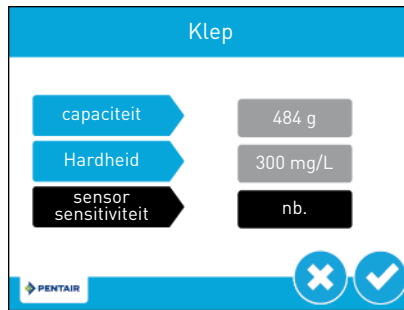 Klep
capaciteit 484 g
Hardheid 300 mg/L
sensor
sensitiviteit nb.
PENTAIR